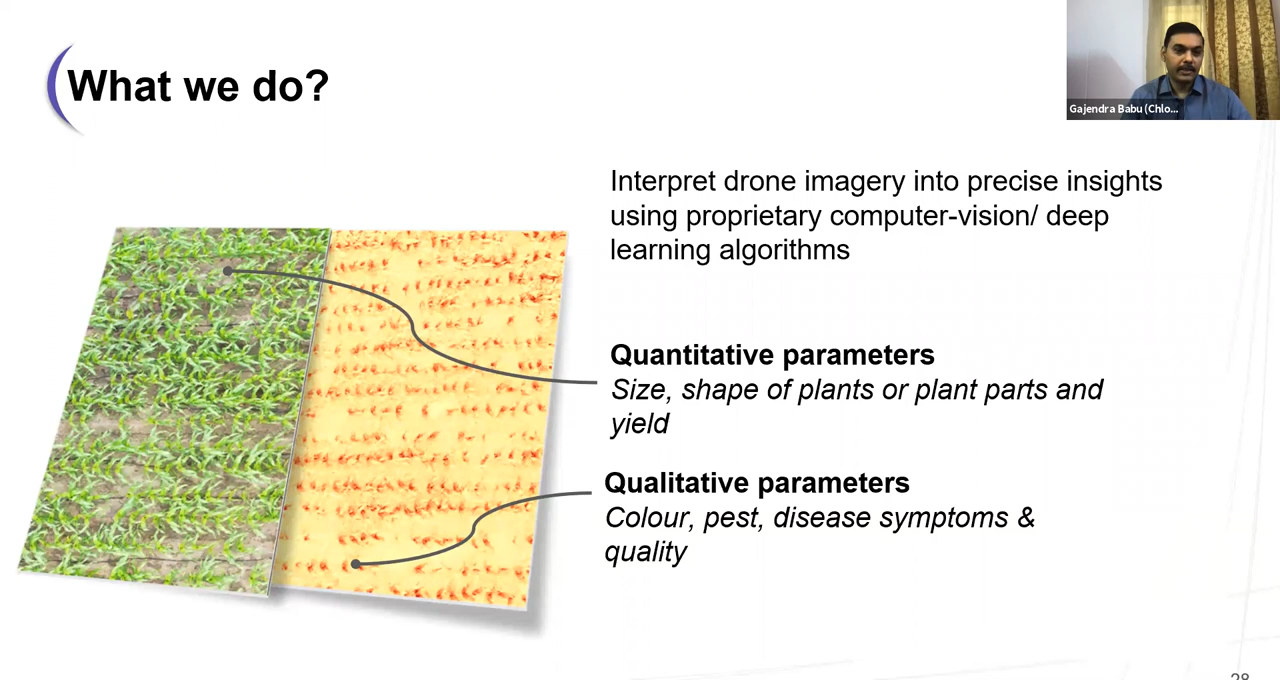 What we do?
Gajendra Babu (Chlo...
Interpret drone imagery into precise insights
using proprietary computer-vision/ deep
learning algorithms
Quantitative parameters
Size, shape of plants or plant parts and
yield
Qualitative parameters
Colour, pest, disease symptoms &
quality
28